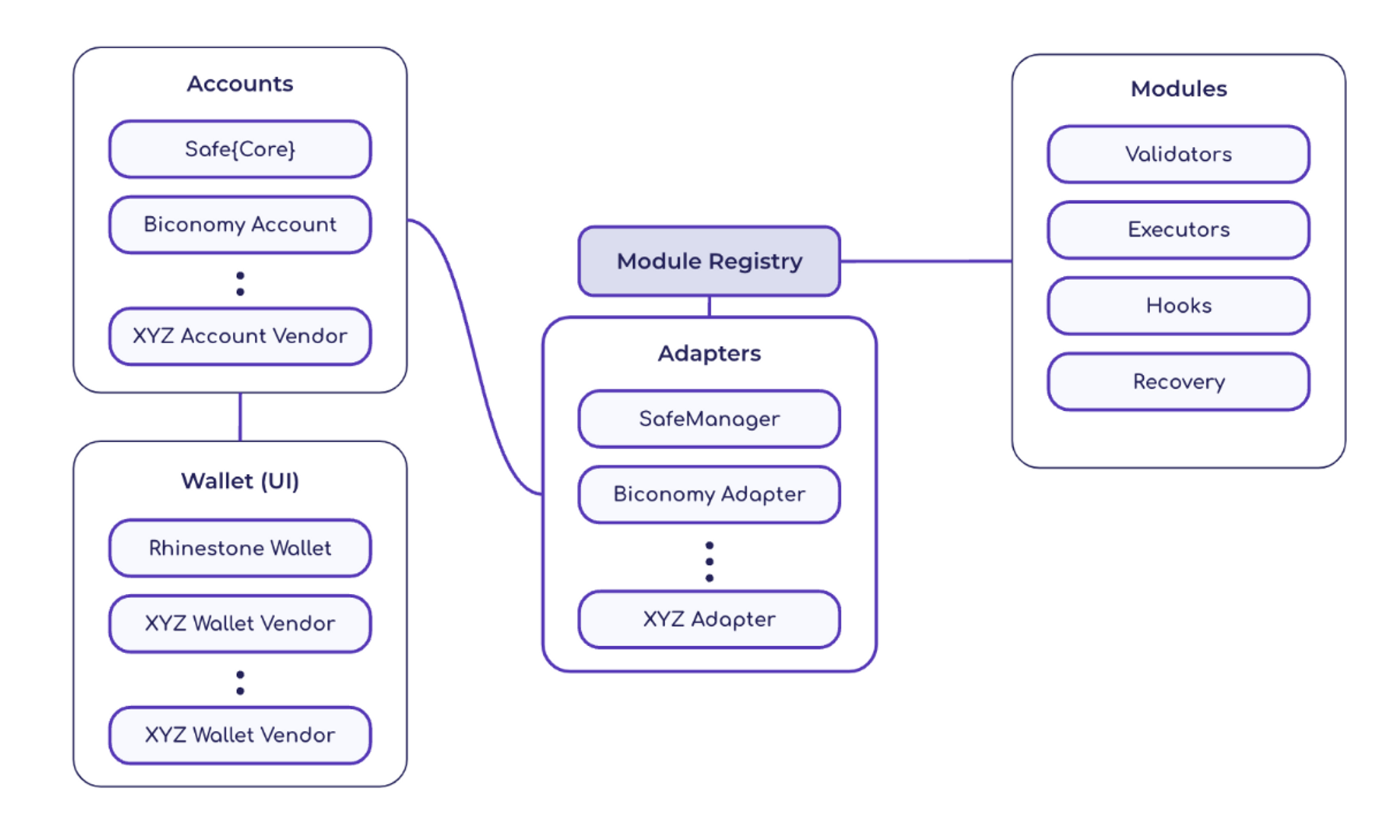 Accounts
Safe{Core}
Biconomy Account
XYZ Account Vendor
Wallet (UI)
Rhinestone Wallet
XYZ Wallet Vendor
XYZ Wallet Vendor
Module Registry
Adapters
SafeManager
Biconomy Adapter
XYZ Adapter
Modules
Validators
Executors
Hooks
Recovery